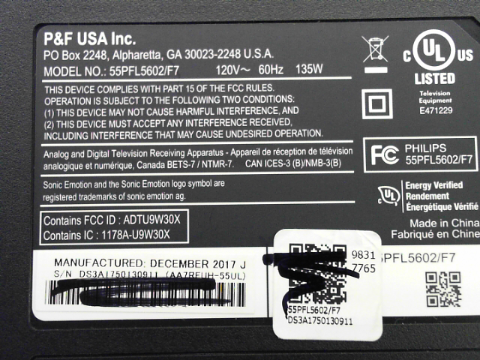 P&F USA Inc.
PO Box 2248, Alpharetta, GA 30023-2248 U.S.A.
MODEL NO.: 55PFL5602/F7 120V~ 60Hz 135W
THIS DEVICE COMPLIES WITH PART 15 OF THE FCC RULES.
OPERATION IS SUBJECT TO THE FOLLOWING TWO CONDITIONS:
(1) THIS DEVICE MAY NOT CAUSE HARMFUL INTERFERENCE, AND
(2) THIS DEVICE MUST ACCEPT ANY INTERFERENCE RECEIVED,
INCLUDING INTERFERENCE THAT MAY CAUSE UNDESIRED OPERATION.
Analog and Digital Television Receiving Apparatus - Appareil de réception de télévision
analogique et numérique, Canada BETS-7 / NTMR-7. CAN ICES-3 (B)/NMB-3(B)
Sonic Emotion and the Sonic Emotion logo symbol are
registered trademarks of sonic emotion ag.
Contains FCC ID : ADTU9W30X
Contains IC : 1178A-U9W30X
c UL US
LISTED
Television
Equipment
E471229
FC PHILIPS
55PFL5602/F7
c UL US
Energy Verified
Rendement
Énergétique Vérifié
Made in China
Fabriqué en Chine
MANUFACTURED: DECEMBER 2017 J
S/N DS3A1750130911 (AA7REUH-55UL)
9831
7765
55PFL5602/F7
55PFL5602/F7
DS3A1750130911